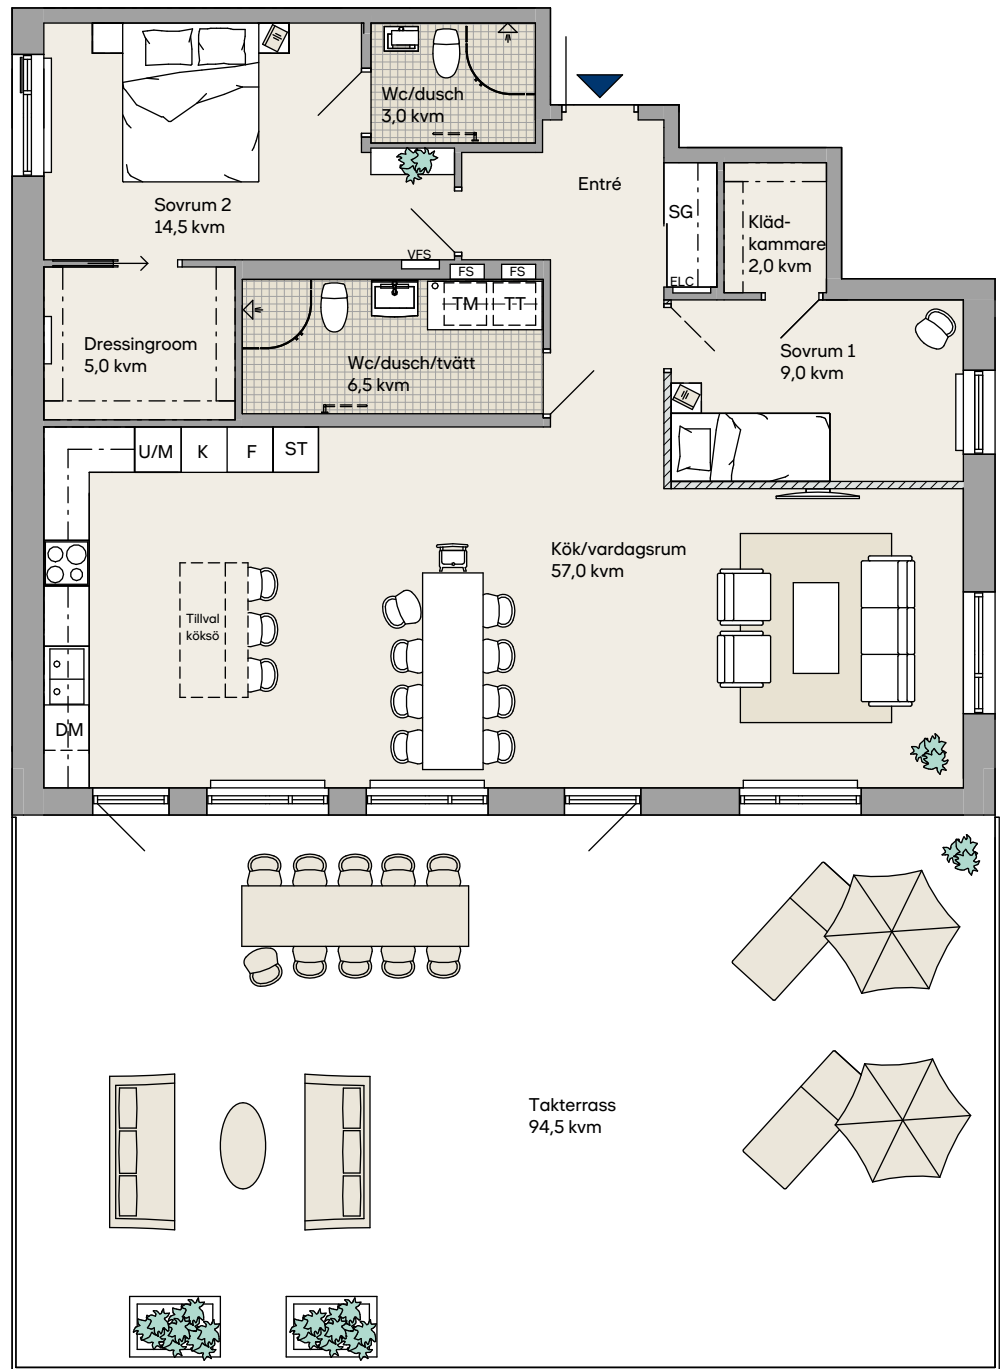 Wc/dusch
3,0 kvm
Entré
Sovrum 2
14,5 kvm
SG
Kläd-
kammare
2,0 kvm
VFS
FS
FS
ELC
TM
TT
Dressingroom
5,0 kvm
Wc/dusch/tvätt
6,5 kvm
Sovrum 1
9,0 kvm
U/M
K
F
ST
Kök/vardagsrum
57,0 kvm
Tillval
köksö
DM
Takterrass
94,5 kvm